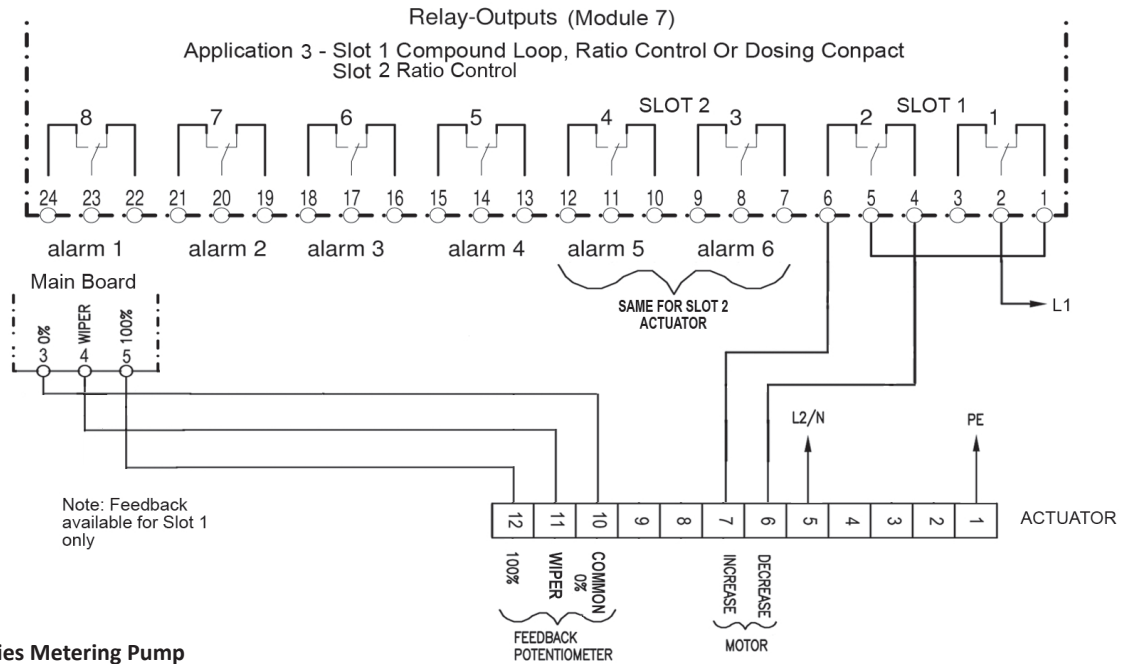 Relay-Outputs (Module 7)
Application 3 - Slot 1 Compound Loop, Ratio Control Or Dosing Conpact
Slot 2 Ratio Control
SLOT 2 SLOT 1
8 7 6 5 4 3 2 1
24 23 22 21 20 19 18 17 16 15 14 13 12 11 10 9 8 7 6 5 4 3 2 1
alarm 1 alarm 2 alarm 3 alarm 4 alarm 5 alarm 6
Main Board
SAME FOR SLOT 2
ACTUATOR
L1
0% WIPER 100%
3 4 5
L2/N PE
Note: Feedback
available for Slot 1
only
12 11 10 9 8 7 6 5 4 3 2 1 ACTUATOR
100% WIPER COMMON
0%
INCREASE DECREASE
FEEDBACK
POTENTIOMETER
MOTOR
ies Metering Pump